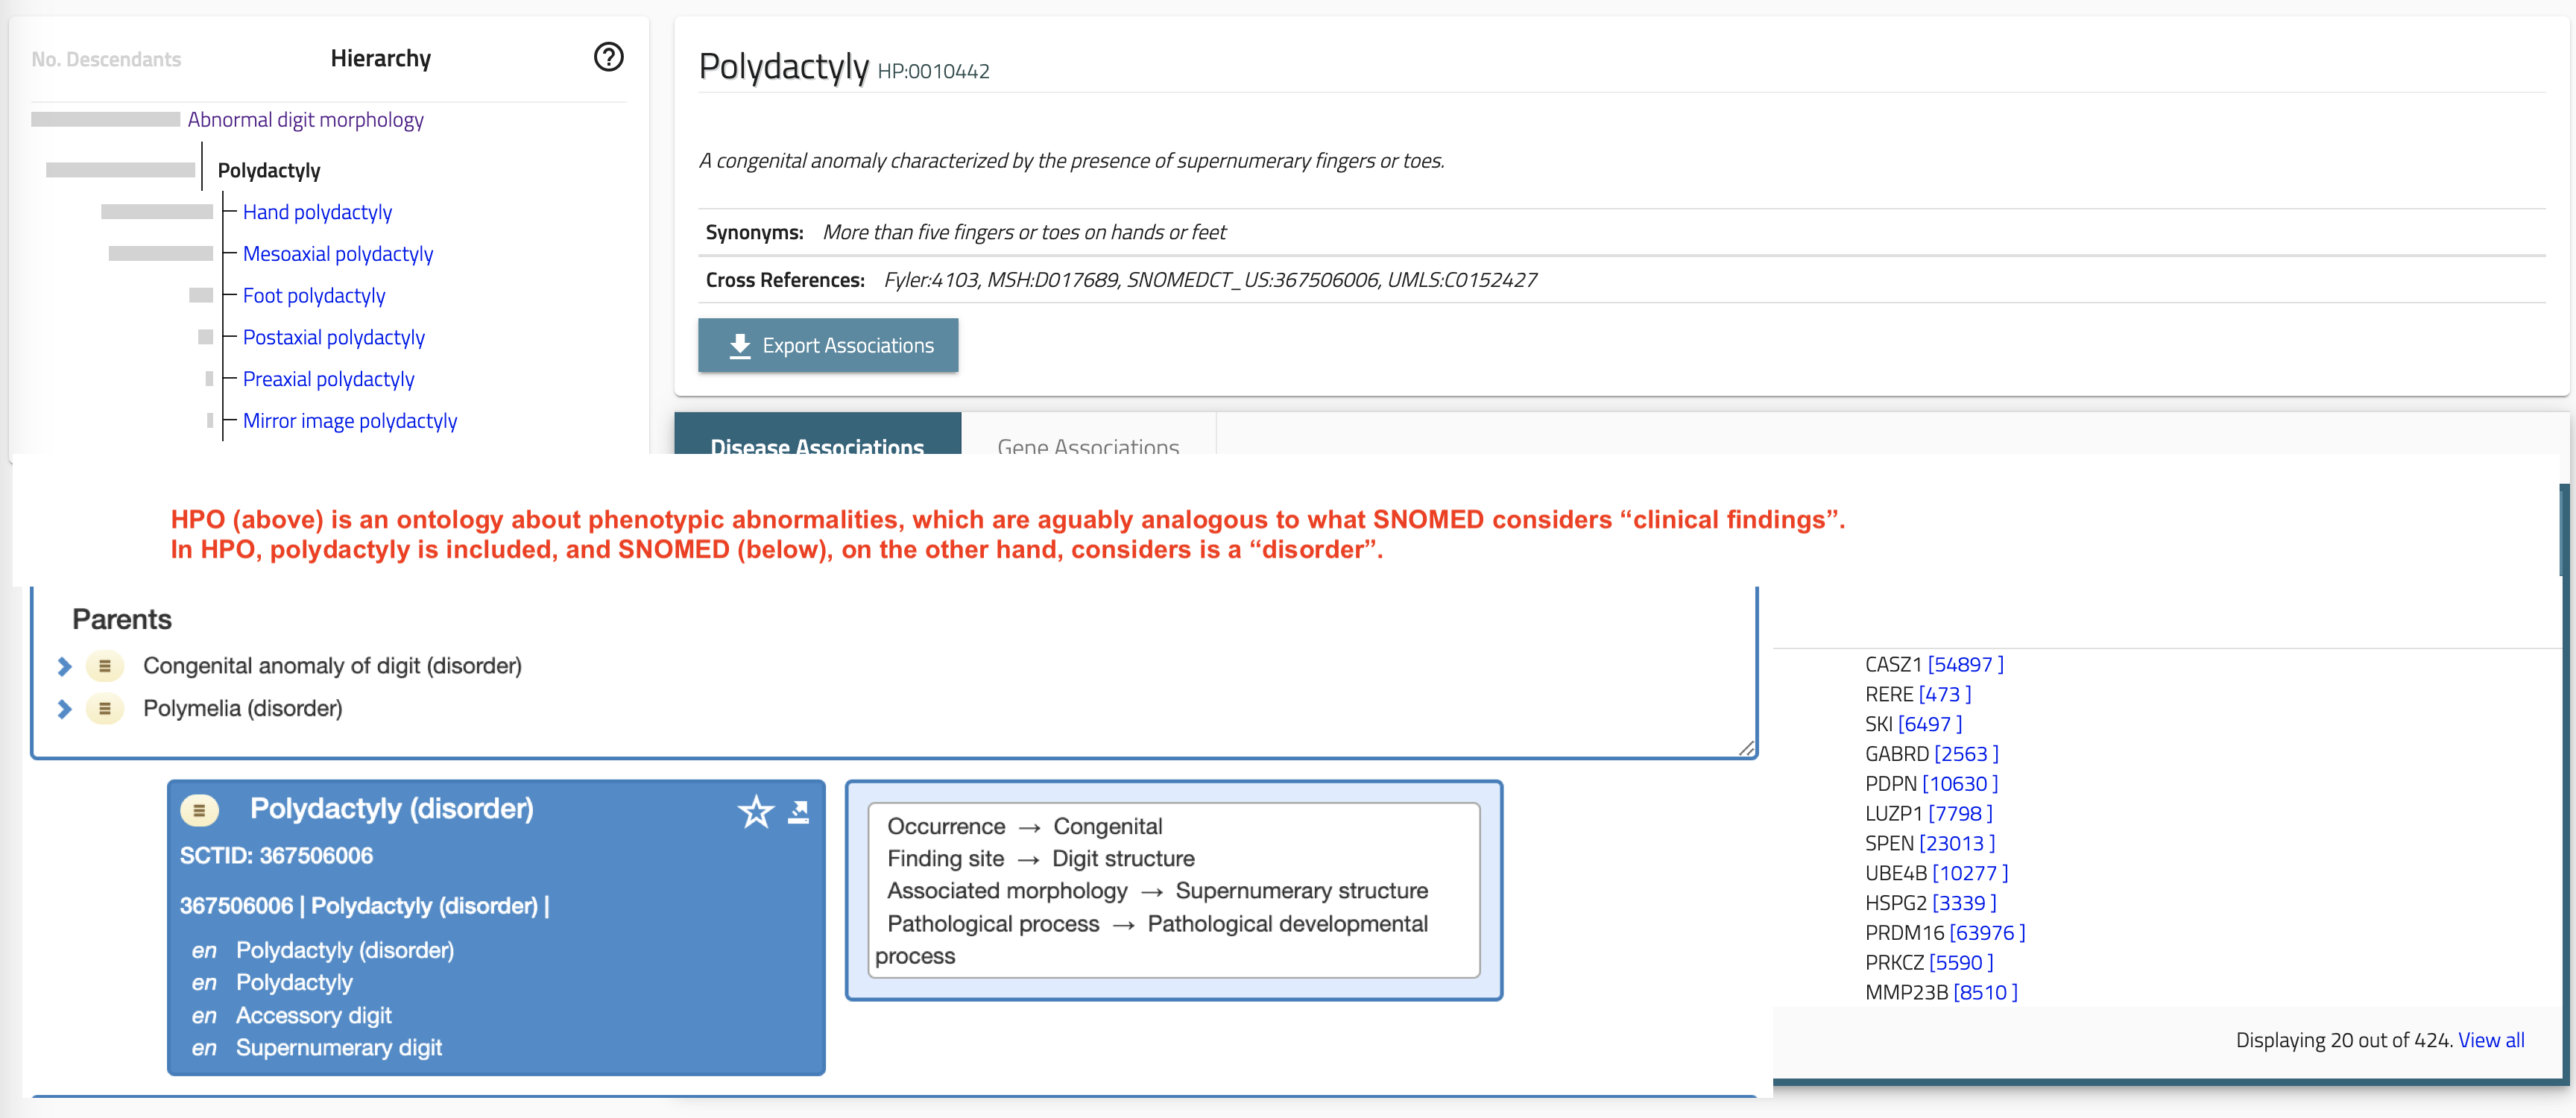 No. Descendants
Hierarchy
Abnormal digit morphology
Polydactyly
Hand polydactyly
Mesoaxial polydactyly
Foot polydactyly
Postaxial polydactyly
Preaxial polydactyly
Mirror image polydactyly
Polydactyly HP:0010442
A congenital anomaly characterized by the presence of supernumerary fingers or toes.
Synonyms: More than five fingers or toes on hands or feet
Cross References: Fyler:4103, MSH:D017689, SNOMEDCT_US:367506006, UMLS:C0152427
Export Associations
Disease Associations
Gene Associations
HPO (above) is an ontology about phenotypic abnormalities, which are aguably analogous to what SNOMED considers “clinical findings”.
In HPO, polydactyly is included, and SNOMED (below), on the other hand, considers is a “disorder”.
Parents
Congenital anomaly of digit (disorder)
Polymelia (disorder)
Polydactyly (disorder)
SCTID: 367506006
367506006 | Polydactyly (disorder) |
en Polydactyly (disorder)
en Polydactyly
en Accessory digit
en Supernumerary digit
Occurrence → Congenital
Finding site → Digit structure
Associated morphology → Supernumerary structure
Pathological process → Pathological developmental
process
CASZ1 [54897 ]
RERE [473 ]
SKI [6497 ]
GABRD [2563 ]
PDPN [10630 ]
LUZP1 [7798 ]
SPEN [23013 ]
UBE4B [10277 ]
HSPG2 [3339 ]
PRDM16 [63976 ]
PRKCZ [5590 ]
MMP23B [8510 ]
Displaying 20 out of 424. View all